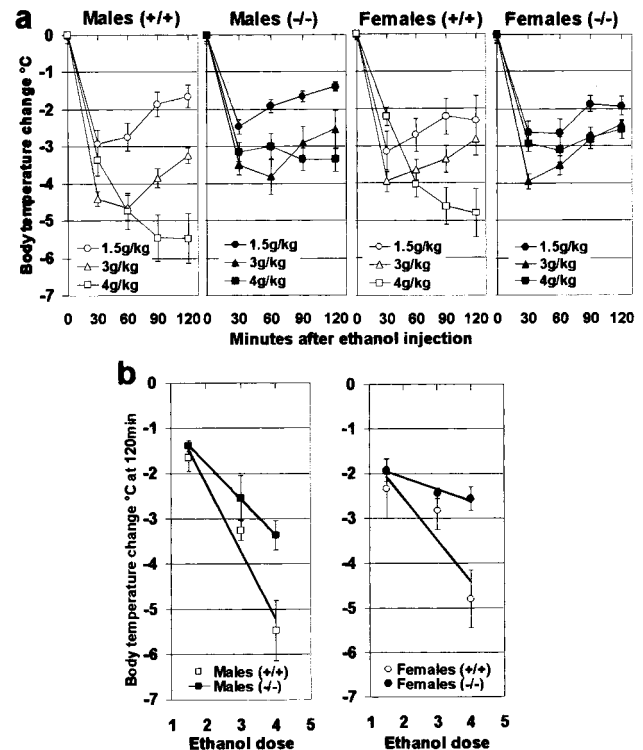 a
Males (+/+) Males (-/-) Females (+/+) Females (-/-)
Body temperature change °C
0
-1
-2
-3
-4
-5
-6
-7
1.5g/kg
3g/kg
4g/kg
1.5g/kg
3g/kg
4g/kg
1.5g/kg
3g/kg
4g/kg
1.5g/kg
3g/kg
4g/kg
0 30 60 90 120 0 30 60 90 120 0 30 60 90 120 0 30 60 90 120
Minutes after ethanol injection
b
Body temperature change °C at 120min
0
-1
-2
-3
-4
-5
-6
-7
Males (+/+)
Males (-/-)
1 2 3 4 5
Ethanol dose
0
-1
-2
-3
-4
-5
-6
-7
Females (+/+)
Females (-/-)
1 2 3 4 5
Ethanol dose